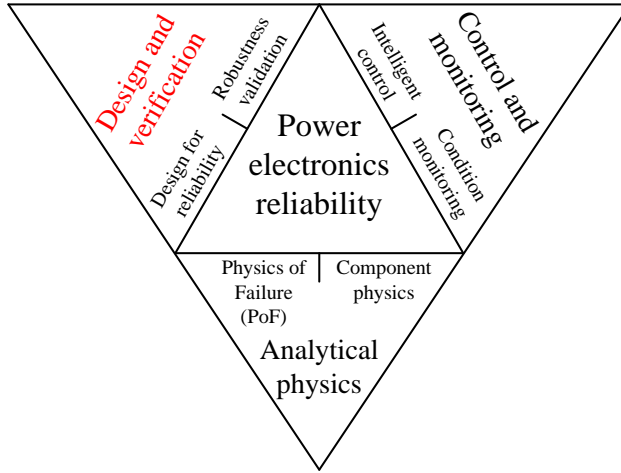 Design and
verification
Robustness
validation
Design for
reliability
Intelligent
control
Control and
monitoring
Condition
monitoring
Power
electronics
reliability
Physics of
Failure
(PoF)
Component
physics
Analytical
physics